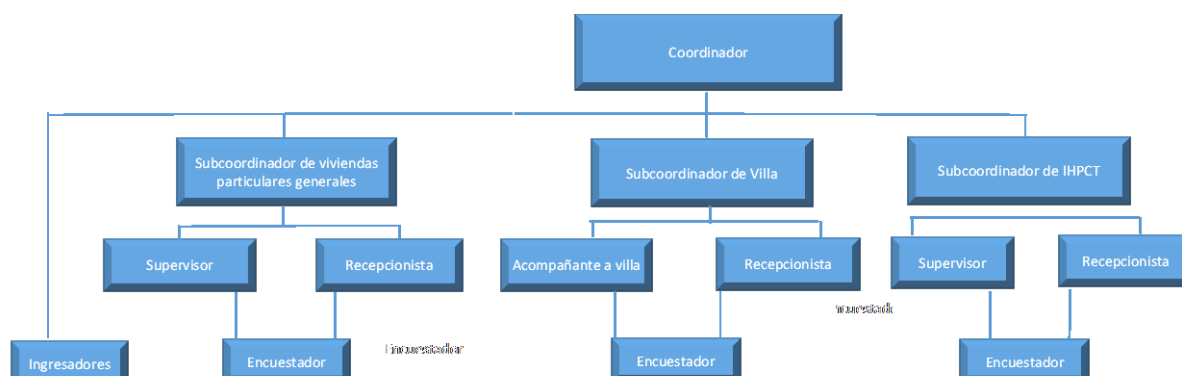 Coordinador
Subcoordinador de viviendas
particulares generales
Subcoordinador de Villa
Subcoordinador de IHPCT
Supervisor
Recepcionista
Acompañante a villa
Recepcionista
Supervisor
Recepcionista
Ingresadores
Encuestador
Encuestador
Encuestador
Encuestador